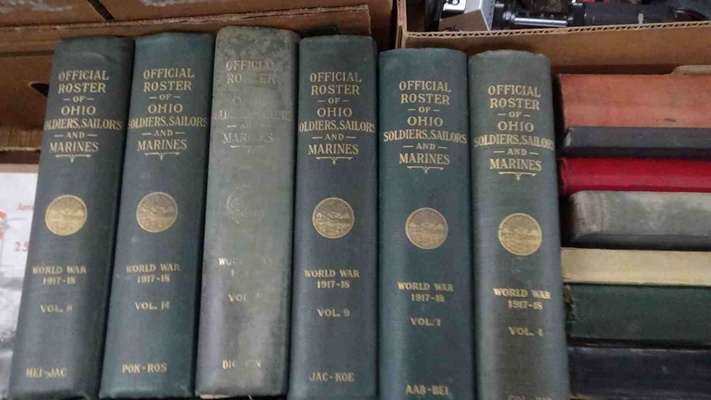 OFFICIAL
ROSTER
OF
OHIO
SOLDIERS, SAILORS
AND
MARINES
WORLD WAR
1917-18
VOL. 8
HEI-JAC
OFFICIAL
ROSTER
OF
OHIO
SOLDIERS, SAILORS
AND
MARINES
WORLD WAR
1917-18
VOL. 14
POK-ROS
OFFICIAL
ROSTER
MARINES
OFFICIAL
ROSTER
OF
OHIO
SOLDIERS, SAILORS
AND
MARINES
WORLD WAR
1917-18
VOL. 9
JAC-KOE
OFFICIAL
ROSTER
OF
OHIO
SOLDIERS, SAILORS
AND
MARINES
WORLD WAR
1917-18
VOL. 1
AAB-BEI
OFFICIAL
ROSTER
OF
OHIO
SOLDIERS, SAILORS
AND
MARINES
WORLD WAR
1917-18
VOL. 4